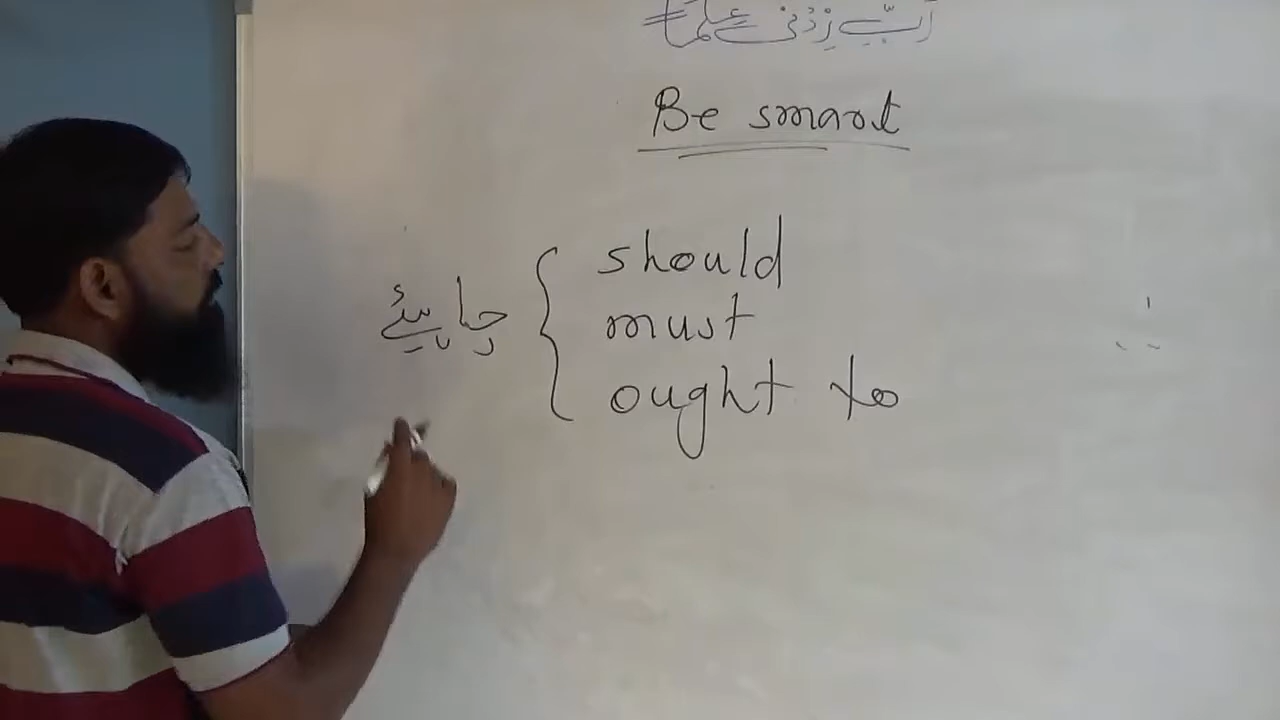 رَبِّ زِدْنِي عِلْمًا
Be smart
should
چاہیئے { must
ought to